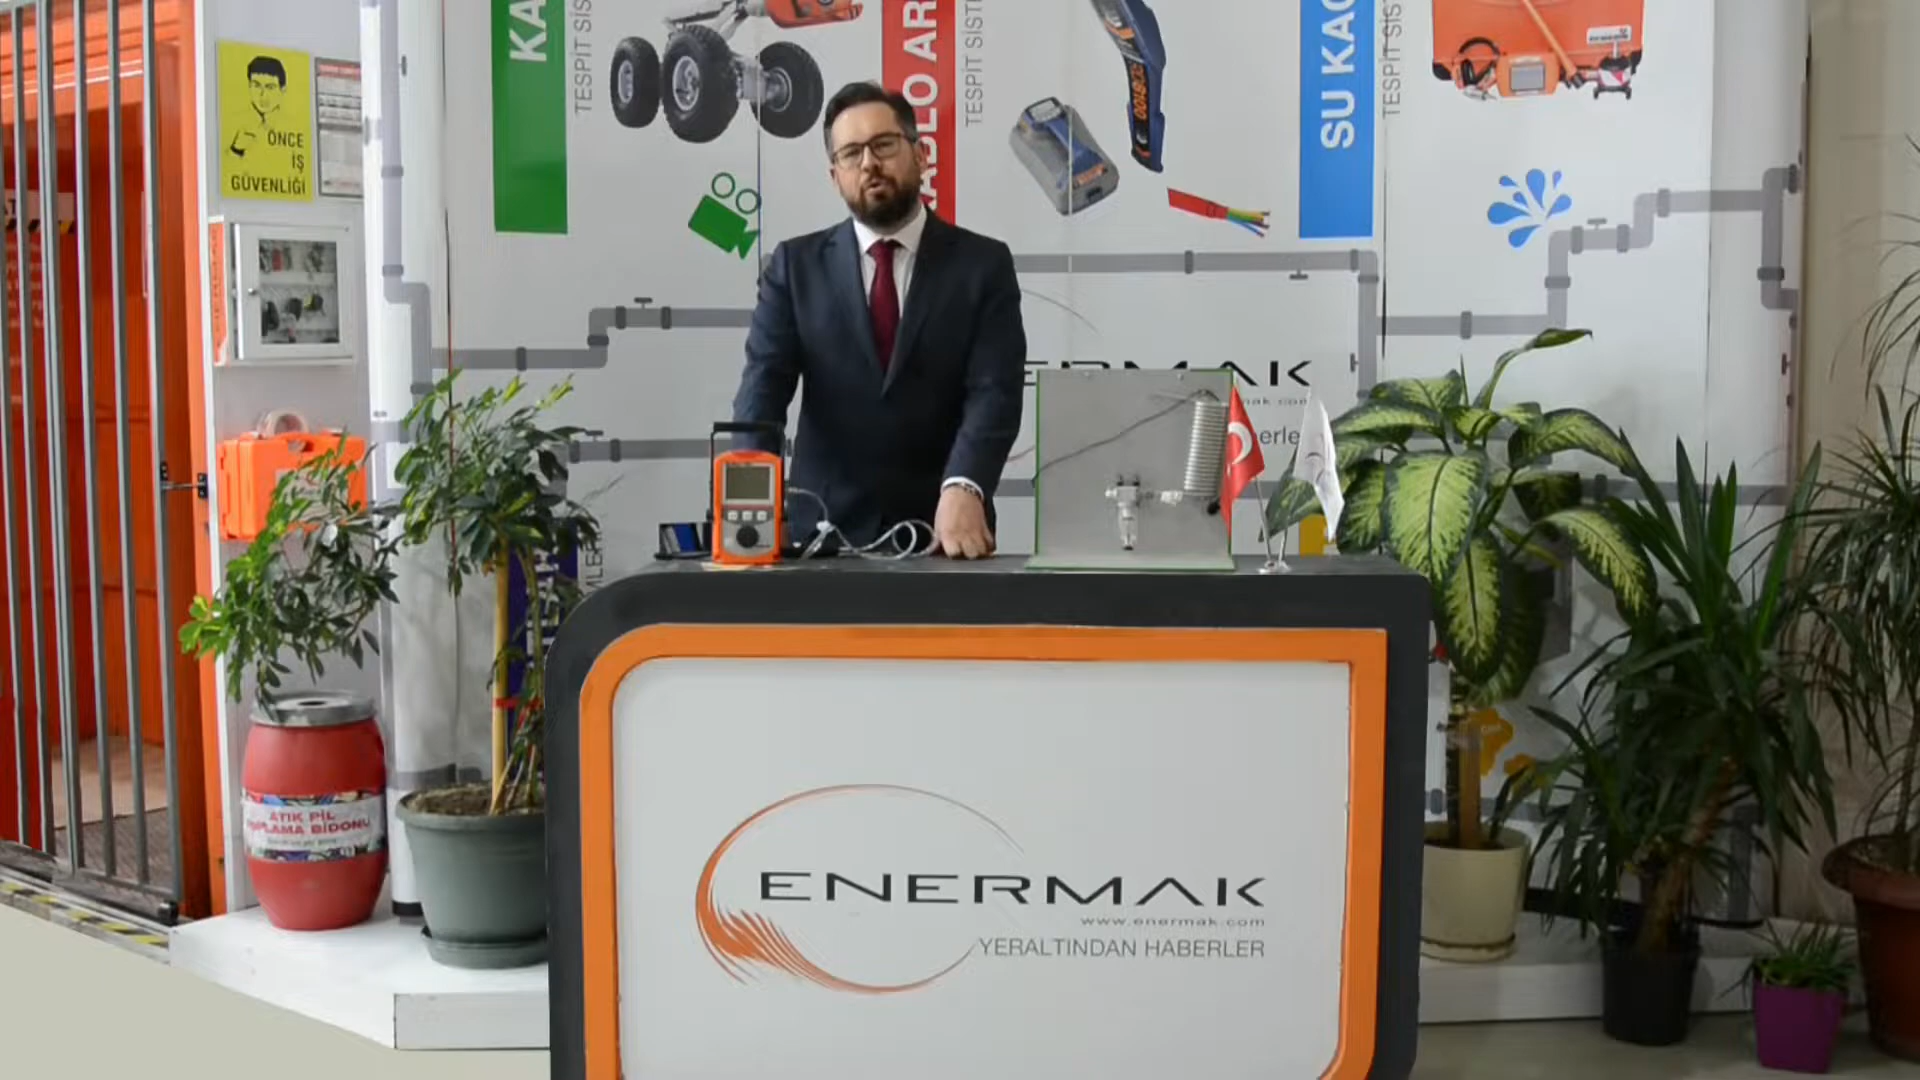 KA
TESPİT SİS
KABLO AR
TESPİT SİSTE
SU KAÇ
TESPİT SİS
ÖNCE
İŞ
GÜVENLİĞİ
ENERMAK
ATIK PİL
TOPLAMA BİDONU
ENERMAK
www.enermak.com
YERALTINDAN HABERLER